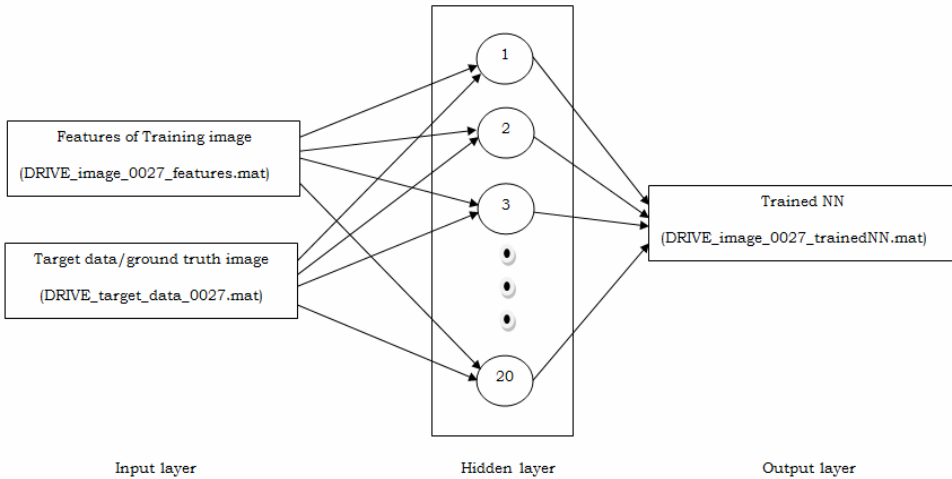 Features of Training image
(DRIVE_image_0027_features.mat)
Target data/ground truth image
(DRIVE_target_data_0027.mat)
1
2
3
20
Trained NN
(DRIVE_image_0027_trainedNN.mat)
Input layer
Hidden layer
Output layer